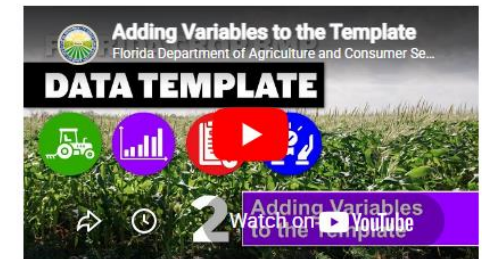 Adding Variables to the Template
Florida Department of Agriculture and Consumer Se...
DATA TEMPLATE
2
Adding Variables
to the Template
Watch on YouTube